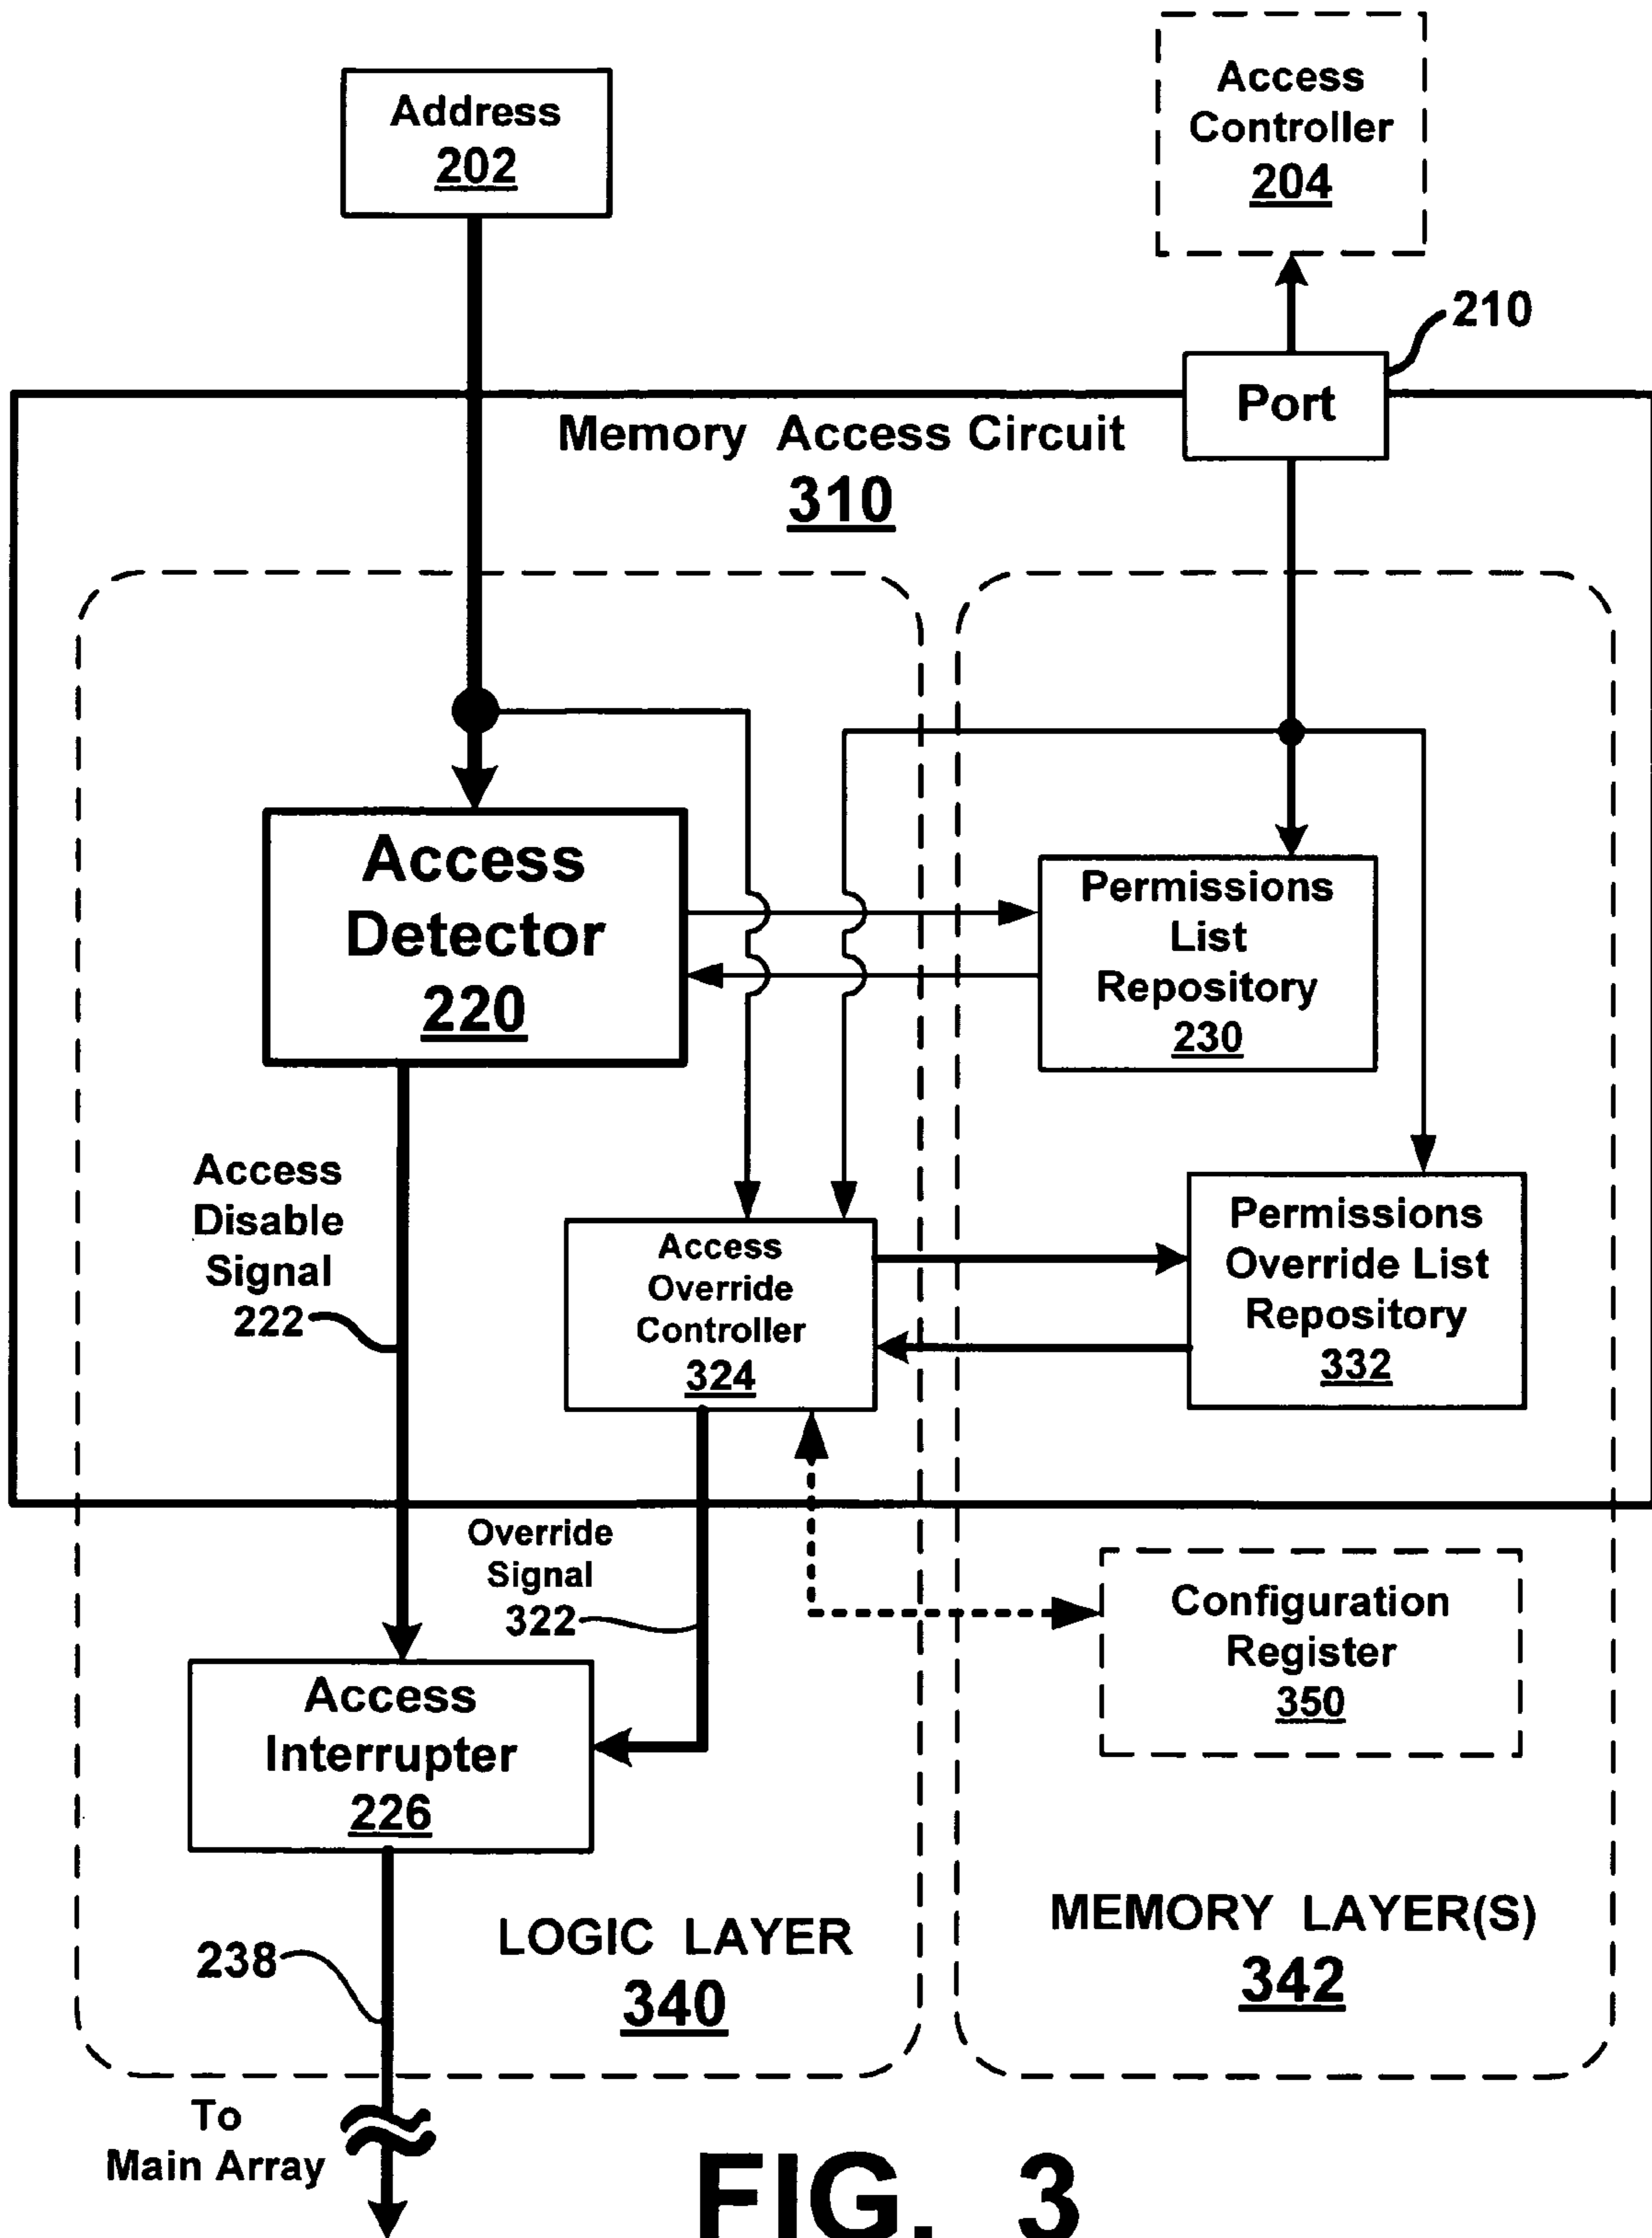 Address
202
Access
Controller
204
210
Port
Memory Access Circuit
310
Access
Detector
220
Permissions
List
Repository
230
Access
Disable
Signal
222
Access
Override
Controller
324
Permissions
Override List
Repository
332
Override
Signal
322
Configuration
Register
350
Access
Interrupter
226
238
LOGIC LAYER
340
MEMORY LAYER(S)
342
To
Main Array
FIG. 3